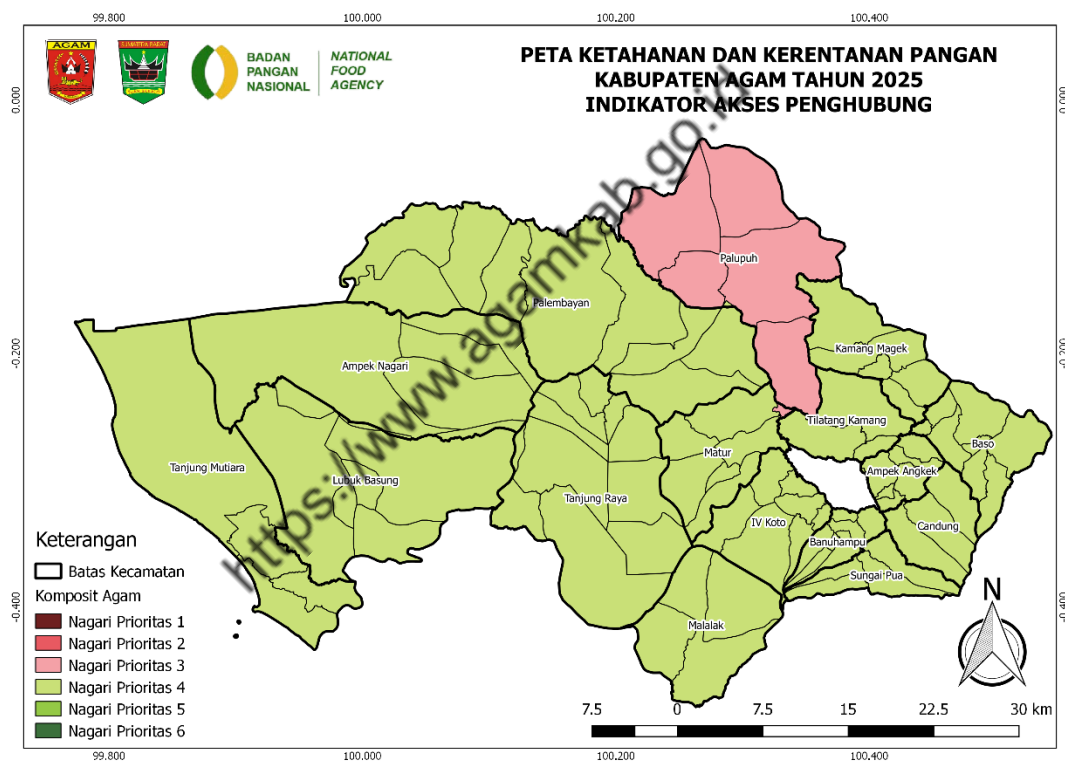 99.800 100.000 100.200 100.400
AGAM
SUMATERA BARAT
BADAN
PANGAN
NASIONAL
NATIONAL
FOOD
AGENCY
PETA KETAHANAN DAN KERENTANAN PANGAN
KABUPATEN AGAM TAHUN 2025
INDIKATOR AKSES PENGHUBUNG
0.000 0.000
https://www.agamkab.go.id
Palupuh
Palembayan
-0.200 -0.200
Kamang Magek
Ampek Nagari
Tilatang Kamang
Baso
Matur
Tanjung Mutiara
Ampek Angkek
Lubuk Basung
Tanjung Raya
IV Koto
Candung
Banuhampu
Sungai Pua
Malalak
-0.400 -0.400
Keterangan
Batas Kecamatan
Komposit Agam
Nagari Prioritas 1
Nagari Prioritas 2
Nagari Prioritas 3
Nagari Prioritas 4
Nagari Prioritas 5
Nagari Prioritas 6
N
7.5 0 7.5 15 22.5 30 km
99.800 100.000 100.200 100.400